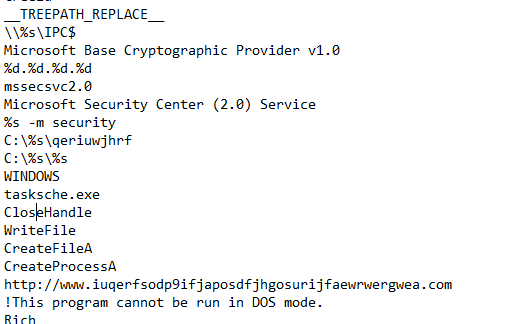 __TREEPATH_REPLACE__
\\%s\IPC$
Microsoft Base Cryptographic Provider v1.0
%d.%d.%d.%d
mssecsvc2.0
Microsoft Security Center (2.0) Service
%s -m security
C:\%s\qeriuwjhrf
C:\%s\%s
WINDOWS
tasksche.exe
CloseHandle
WriteFile
CreateFileA
CreateProcessA
http://www.iuqerfsodp9ifjaposdfjhgosurijfaewrwergwea.com
!This program cannot be run in DOS mode.
Rich